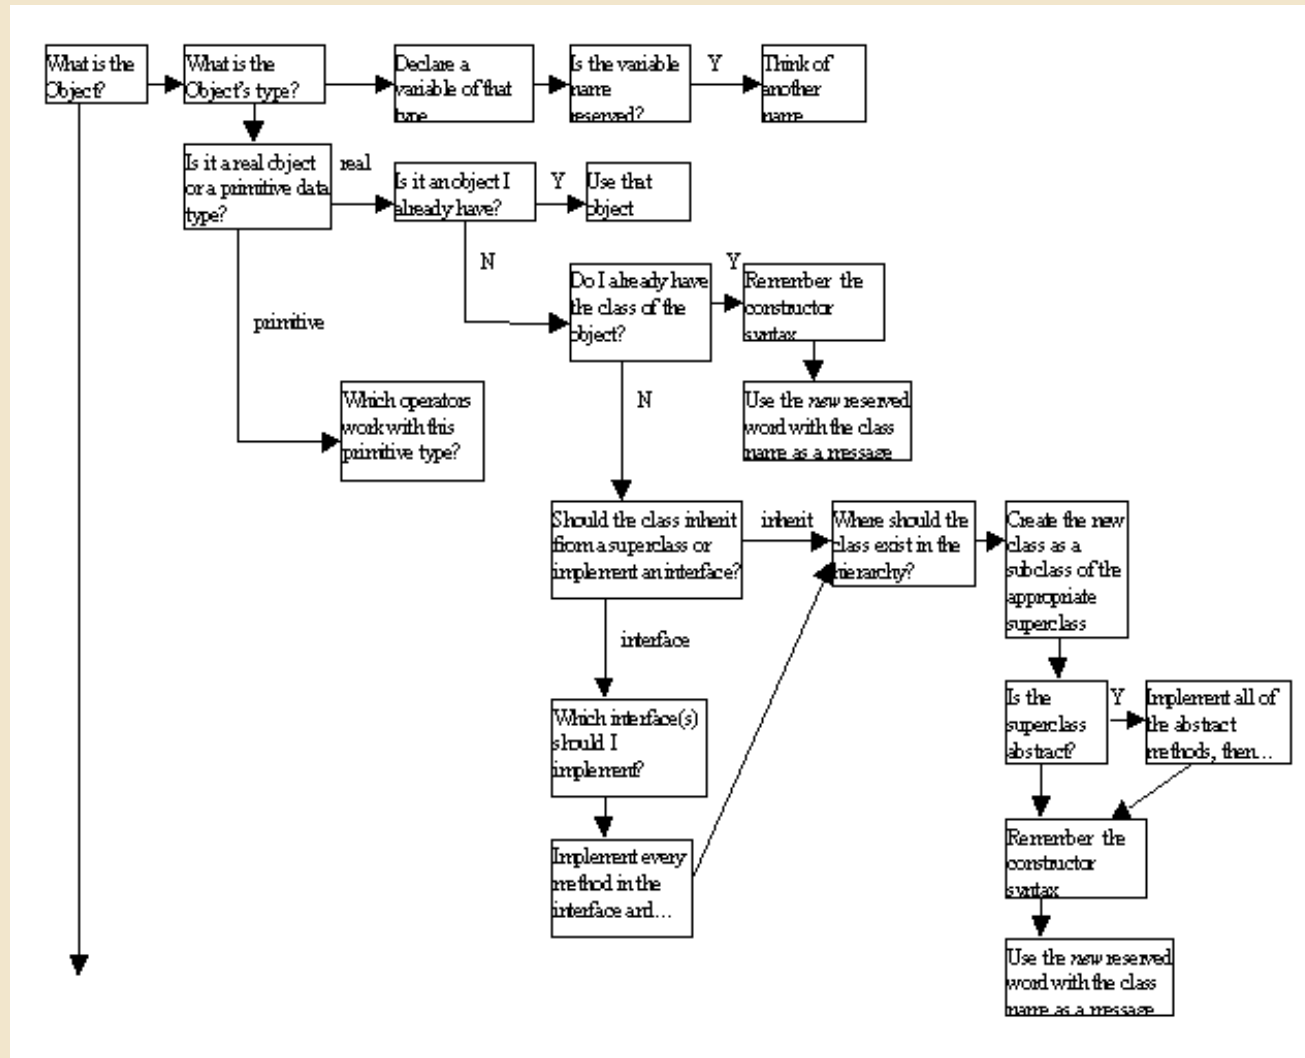 What is the
Object?
What is the
Object's type?
Declare a
variable of that
type
Is the variable
name
reserved?
Y
Think of
another
name
Is it a real object
or a primitive data
type?
real
Is it an object I
already have?
Y
Use that
object
N
Do I already have
the class of the
object?
Y
Remember the
constructor
syntax
primitive
Which operators
work with this
primitive type?
N
Use the new reserved
word with the class
name as a message
Should the class inherit
from a superclass or
implement an interface?
inherit
Where should the
class exist in the
hierarchy?
Create the new
class as a
subclass of the
appropriate
superclass
interface
Which interface(s)
should I
implement?
Is the
superclass
abstract?
Y
Implement all of
the abstract
methods, then...
Implement every
method in the
interface and...
Remember the
constructor
syntax
Use the new reserved
word with the class
name as a message